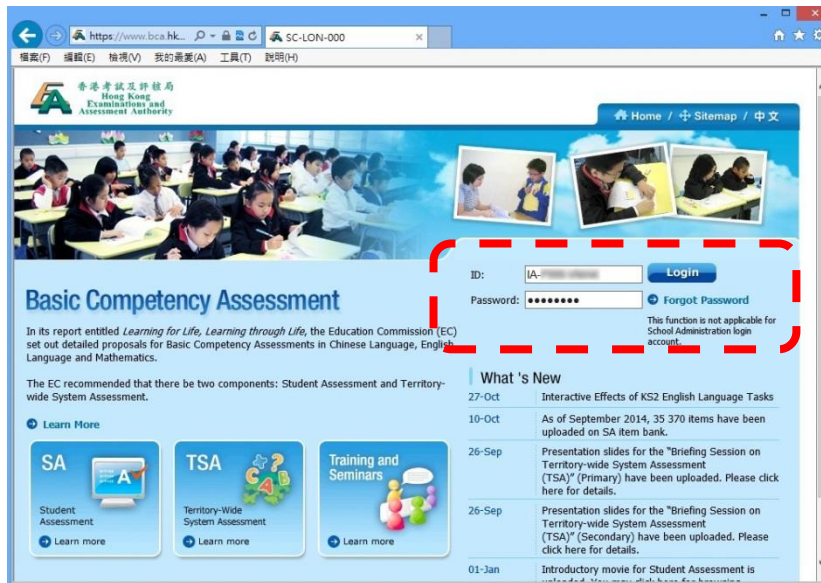 https://www.bca.hk...
SC-LON-000
檔案(F) 編輯(E) 檢視(V) 我的最愛(A) 工具(T) 說明(H)
香港考試及評核局
Hong Kong
Examinations and
Assessment Authority
Home / Sitemap / 中文
ID: IA-
Login
Password:
Forgot Password
This function is not applicable for
School Administration login
account.
Basic Competency Assessment
In its report entitled Learning for Life, Learning through Life, the Education Commission (EC)
set out detailed proposals for Basic Competency Assessments in Chinese Language, English
Language and Mathematics.
The EC recommended that there be two components: Student Assessment and Territory-
wide System Assessment.
Learn More
SA
Student
Assessment
Learn more
TSA
Territory-Wide
System Assessment
Learn more
Training and
Seminars
Learn more
What 's New
27-Oct Interactive Effects of KS2 English Language Tasks
10-Oct As of September 2014, 35 370 items have been
uploaded on SA item bank.
26-Sep Presentation slides for the "Briefing Session on
Territory-wide System Assessment
(TSA)" (Primary) have been uploaded. Please click
here for details.
26-Sep Presentation slides for the "Briefing Session on
Territory-wide System Assessment
(TSA)" (Secondary) have been uploaded. Please
click here for details.
01-Jan Introductory movie for Student Assessment is